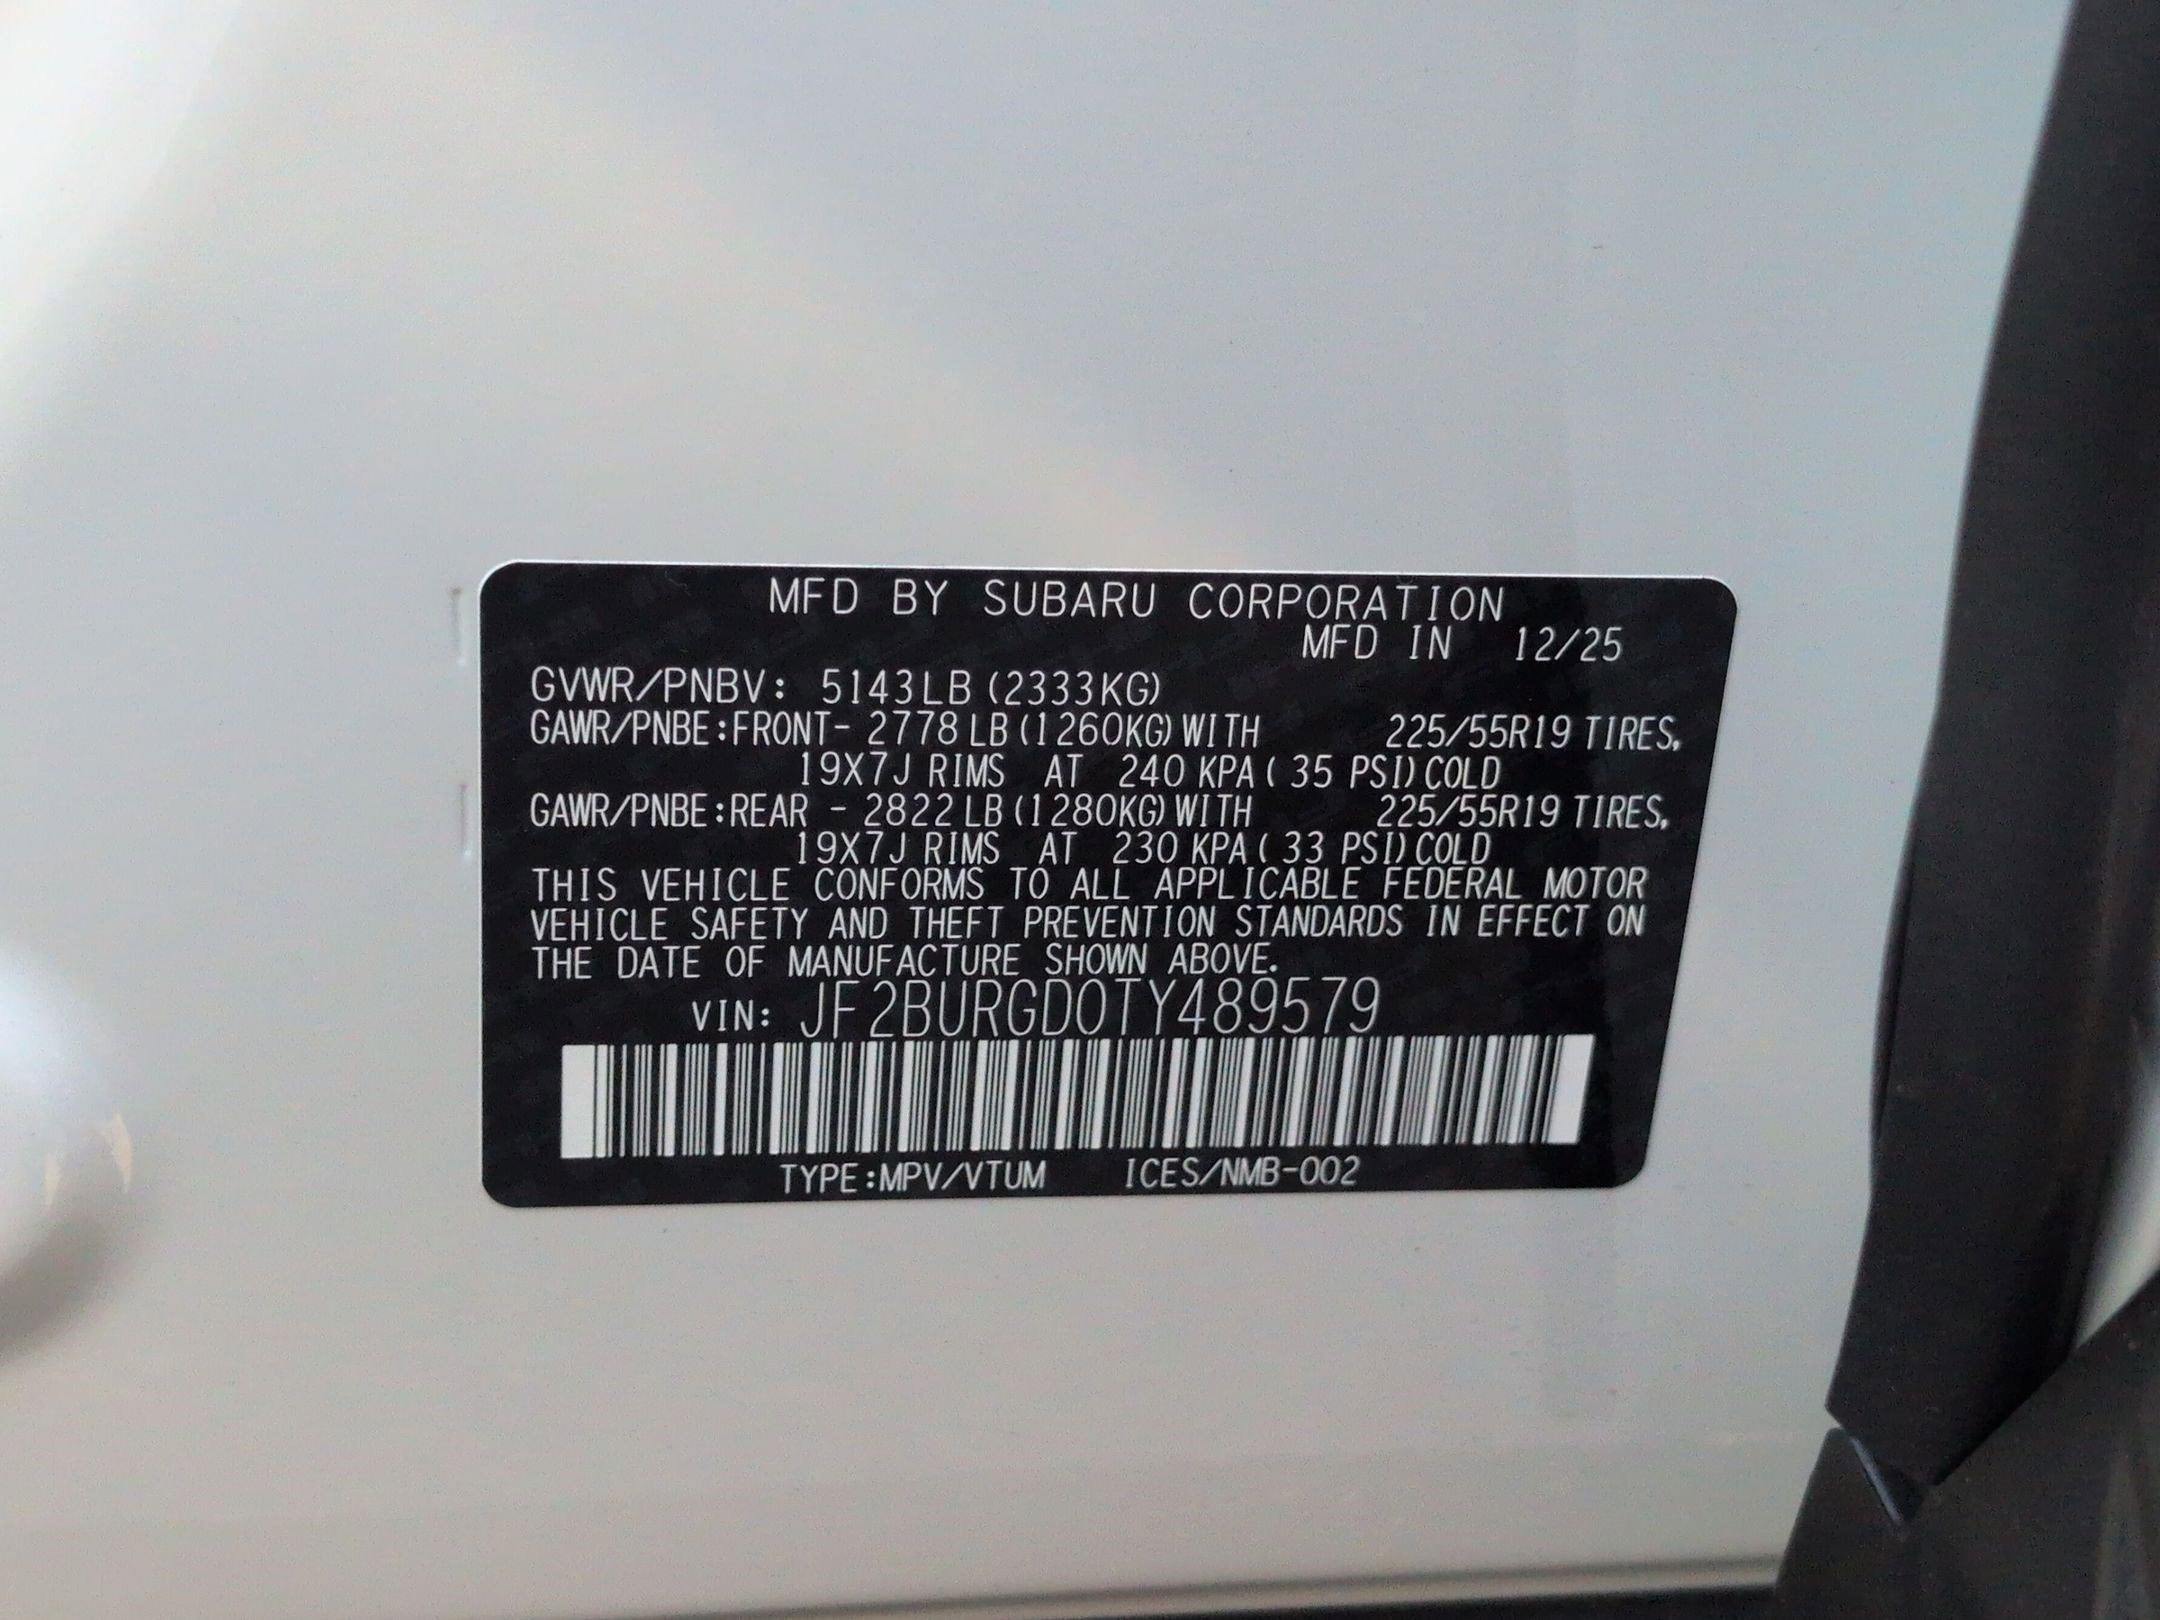 MFD BY SUBARU CORPORATION
MFD IN 12/25
GVWR/PNBV: 5143LB (2333KG)
GAWR/PNBE:FRONT- 2778 LB (1260KG) WITH 225/55R19 TIRES,
19X7J RIMS AT 240 KPA ( 35 PSI) COLD
GAWR/PNBE:REAR - 2822 LB (1280KG) WITH 225/55R19 TIRES,
19X7J RIMS AT 230 KPA ( 33 PSI) COLD
THIS VEHICLE CONFORMS TO ALL APPLICABLE FEDERAL MOTOR
VEHICLE SAFETY AND THEFT PREVENTION STANDARDS IN EFFECT ON
THE DATE OF MANUFACTURE SHOWN ABOVE.
VIN: JF2BURGD0TY489579
TYPE:MPV/VTUM ICES/NMB-002